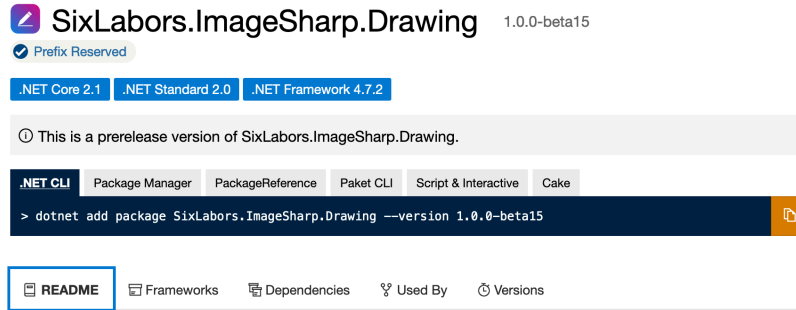 SixLabors.ImageSharp.Drawing 1.0.0-beta15
Prefix Reserved
.NET Core 2.1 .NET Standard 2.0 .NET Framework 4.7.2
This is a prerelease version of SixLabors.ImageSharp.Drawing.
.NET CLI Package Manager PackageReference Paket CLI Script & Interactive Cake
> dotnet add package SixLabors.ImageSharp.Drawing --version 1.0.0-beta15
README Frameworks Dependencies Used By Versions